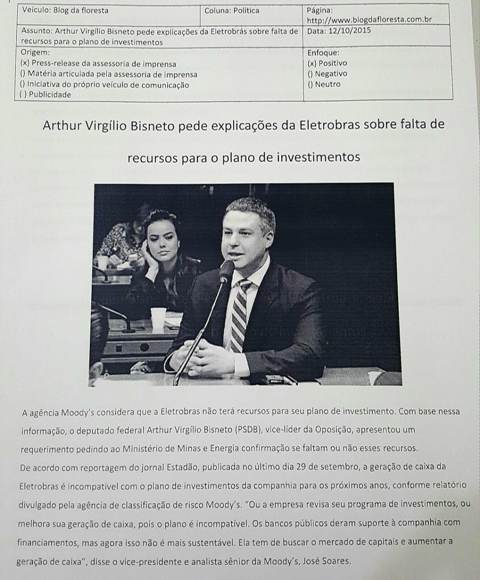 Veículo: Blog da floresta
Coluna: Política
Página:
http://www.blogdafloresta.com.br
Assunto: Arthur Virgílio Bisneto pede explicações da Eletrobrás sobre falta de
recursos para o plano de investimentos
Data: 12/10/2015
Origem:
(x) Press-release da assessoria de imprensa
() Matéria articulada pela assessoria de imprensa
() Iniciativa do próprio veículo de comunicação
( ) Publicidade
Enfoque:
(x) Positivo
() Negativo
() Neutro
Arthur Virgílio Bisneto pede explicações da Eletrobras sobre falta de
recursos para o plano de investimentos
A agência Moody's considera que a Eletrobras não terá recursos para seu plano de investimento. Com base nessa
informação, o deputado federal Arthur Virgílio Bisneto (PSDB), vice-líder da Oposição, apresentou um
requerimento pedindo ao Ministério de Minas e Energia confirmação se faltam ou não esses recursos.
De acordo com reportagem do jornal Estadão, publicada no último dia 29 de setembro, a geração de caixa da
Eletrobras é incompatível com o plano de investimentos da companhia para os próximos anos, conforme relatório
divulgado pela agência de classificação de risco Moody's. "Ou a empresa revisa seu programa de investimentos, ou
melhora sua geração de caixa, pois o plano é incompatível. Os bancos públicos deram suporte à companhia com
financiamentos, mas agora isso não é mais sustentável. Ela tem de buscar o mercado de capitais e aumentar a
geração de caixa", disse o vice-presidente e analista sênior da Moody's, José Soares.